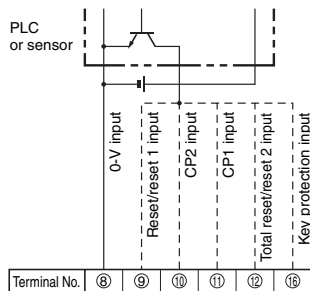 PLC
or sensor
0-V input
Reset/reset 1 input
CP2 input
CP1 input
Total reset/reset 2 input
Key protection input
Terminal No. ⑧ ⑨ ⑩ ⑪ ⑫ ⑯